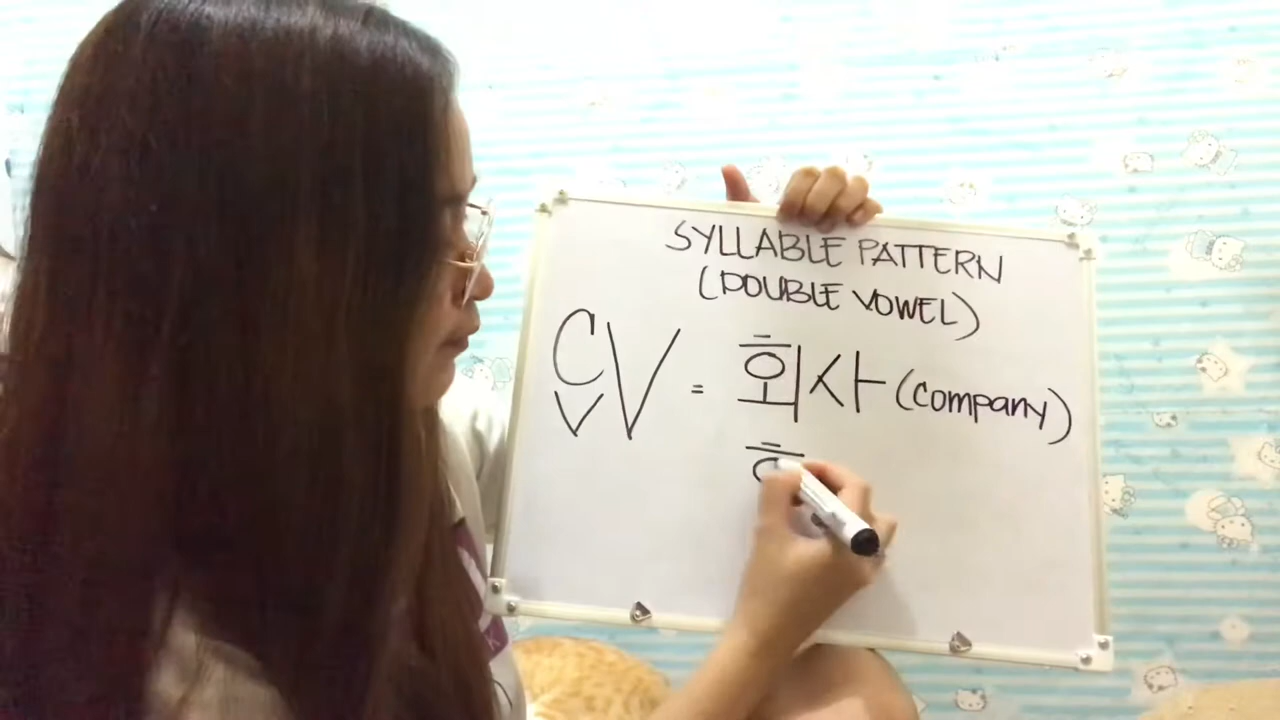 SYLLABLE PATTERN
(DOUBLE VOWEL)
CV = 회사 (company)
V
ㅎ